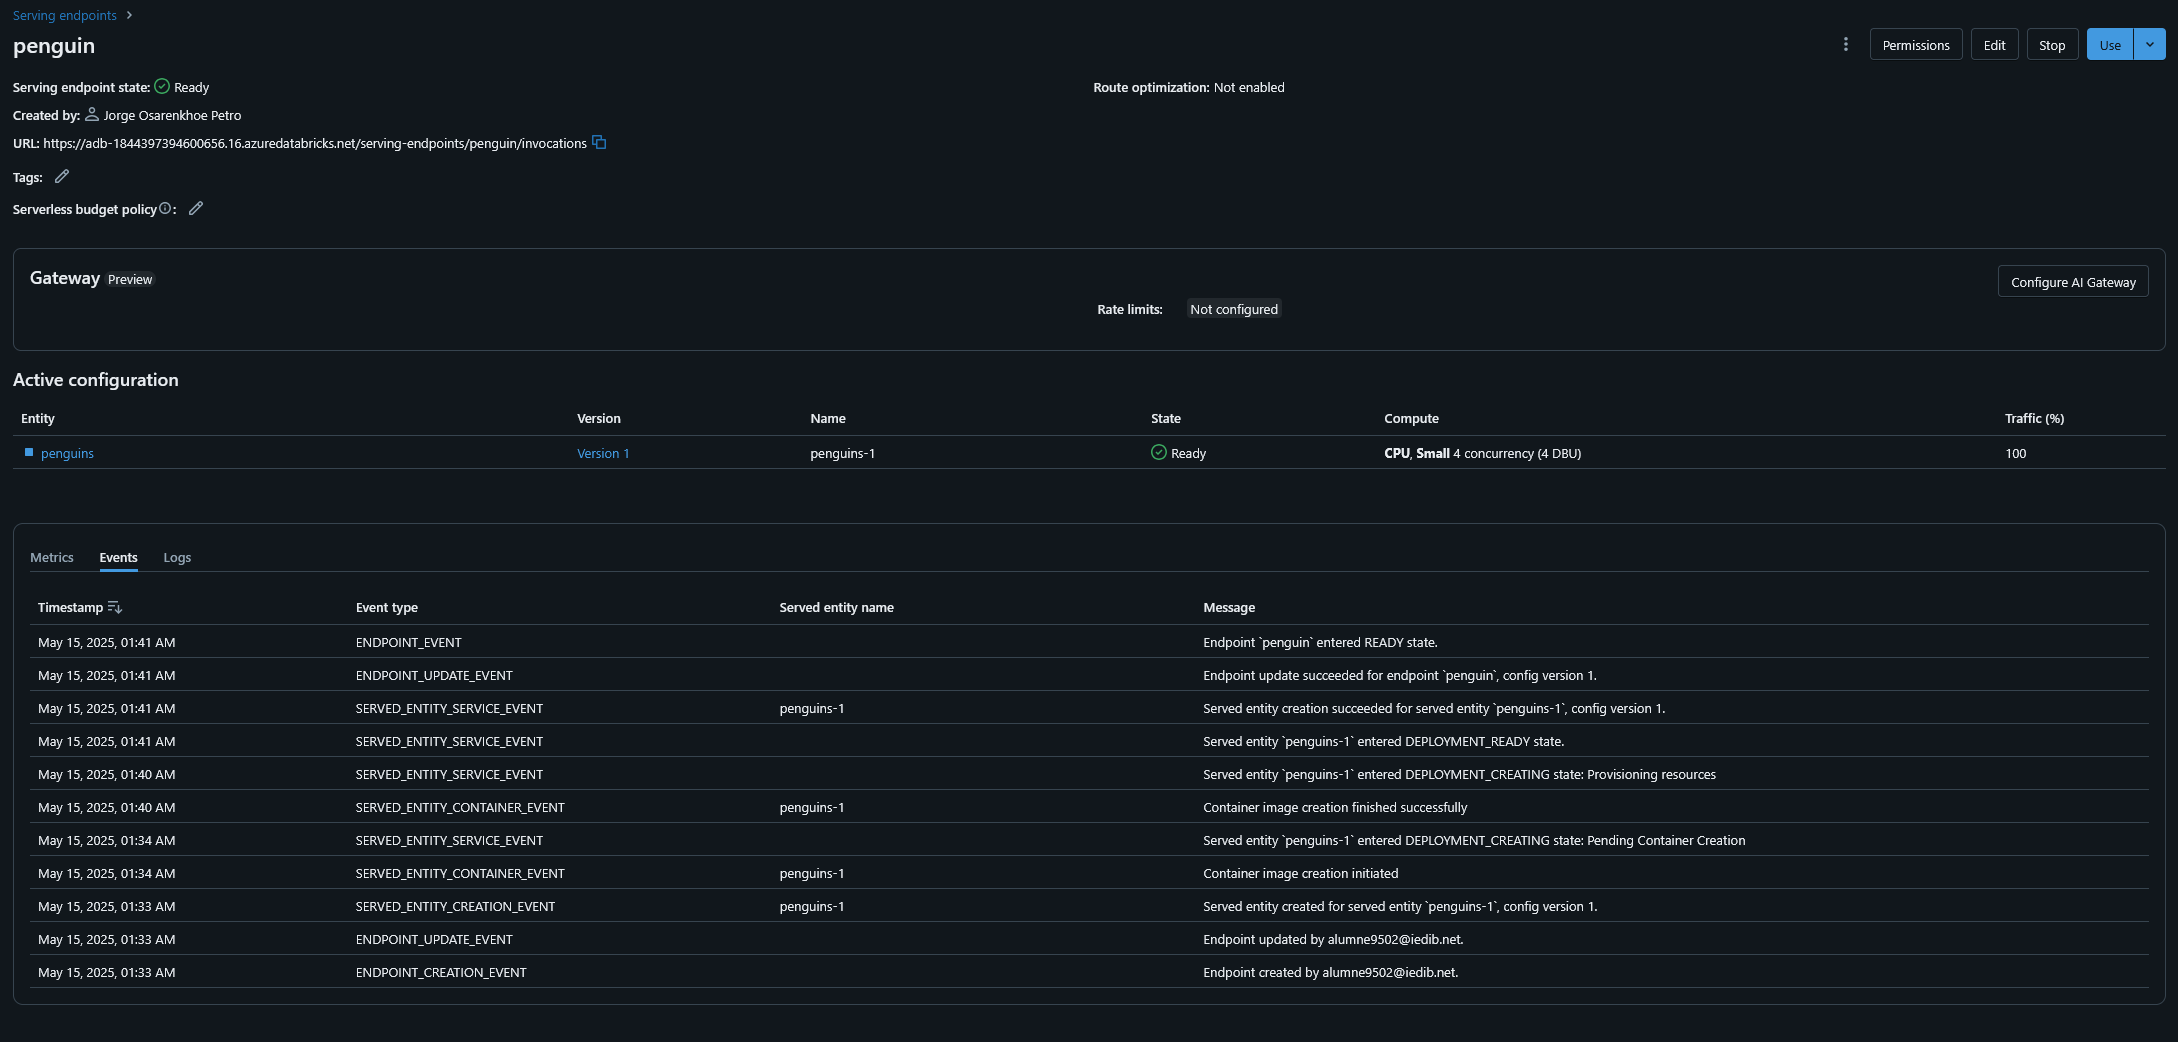 Serving endpoints >
penguin
Permissions Edit Stop Use
Serving endpoint state: Ready Route optimization: Not enabled
Created by: Jorge Osarenkhoe Petro
URL: https://adb-1844397394600656.16.azuredatabricks.net/serving-endpoints/penguin/invocations
Tags:
Serverless budget policy :
Gateway Preview Configure AI Gateway
Rate limits: Not configured
Active configuration
Entity Version Name State Compute Traffic (%)
penguins Version 1 penguins-1 Ready CPU, Small 4 concurrency (4 DBU) 100
Metrics Events Logs
Timestamp Event type Served entity name Message
May 15, 2025, 01:41 AM ENDPOINT_EVENT Endpoint `penguin` entered READY state.
May 15, 2025, 01:41 AM ENDPOINT_UPDATE_EVENT Endpoint update succeeded for endpoint `penguin`, config version 1.
May 15, 2025, 01:41 AM SERVED_ENTITY_SERVICE_EVENT penguins-1 Served entity creation succeeded for served entity `penguins-1`, config version 1.
May 15, 2025, 01:41 AM SERVED_ENTITY_SERVICE_EVENT Served entity `penguins-1` entered DEPLOYMENT_READY state.
May 15, 2025, 01:40 AM SERVED_ENTITY_SERVICE_EVENT Served entity `penguins-1` entered DEPLOYMENT_CREATING state: Provisioning resources
May 15, 2025, 01:40 AM SERVED_ENTITY_CONTAINER_EVENT penguins-1 Container image creation finished successfully
May 15, 2025, 01:34 AM SERVED_ENTITY_SERVICE_EVENT Served entity `penguins-1` entered DEPLOYMENT_CREATING state: Pending Container Creation
May 15, 2025, 01:34 AM SERVED_ENTITY_CONTAINER_EVENT penguins-1 Container image creation initiated
May 15, 2025, 01:33 AM SERVED_ENTITY_CREATION_EVENT penguins-1 Served entity created for served entity `penguins-1`, config version 1.
May 15, 2025, 01:33 AM ENDPOINT_UPDATE_EVENT Endpoint updated by alumne9502@iedib.net.
May 15, 2025, 01:33 AM ENDPOINT_CREATION_EVENT Endpoint created by alumne9502@iedib.net.